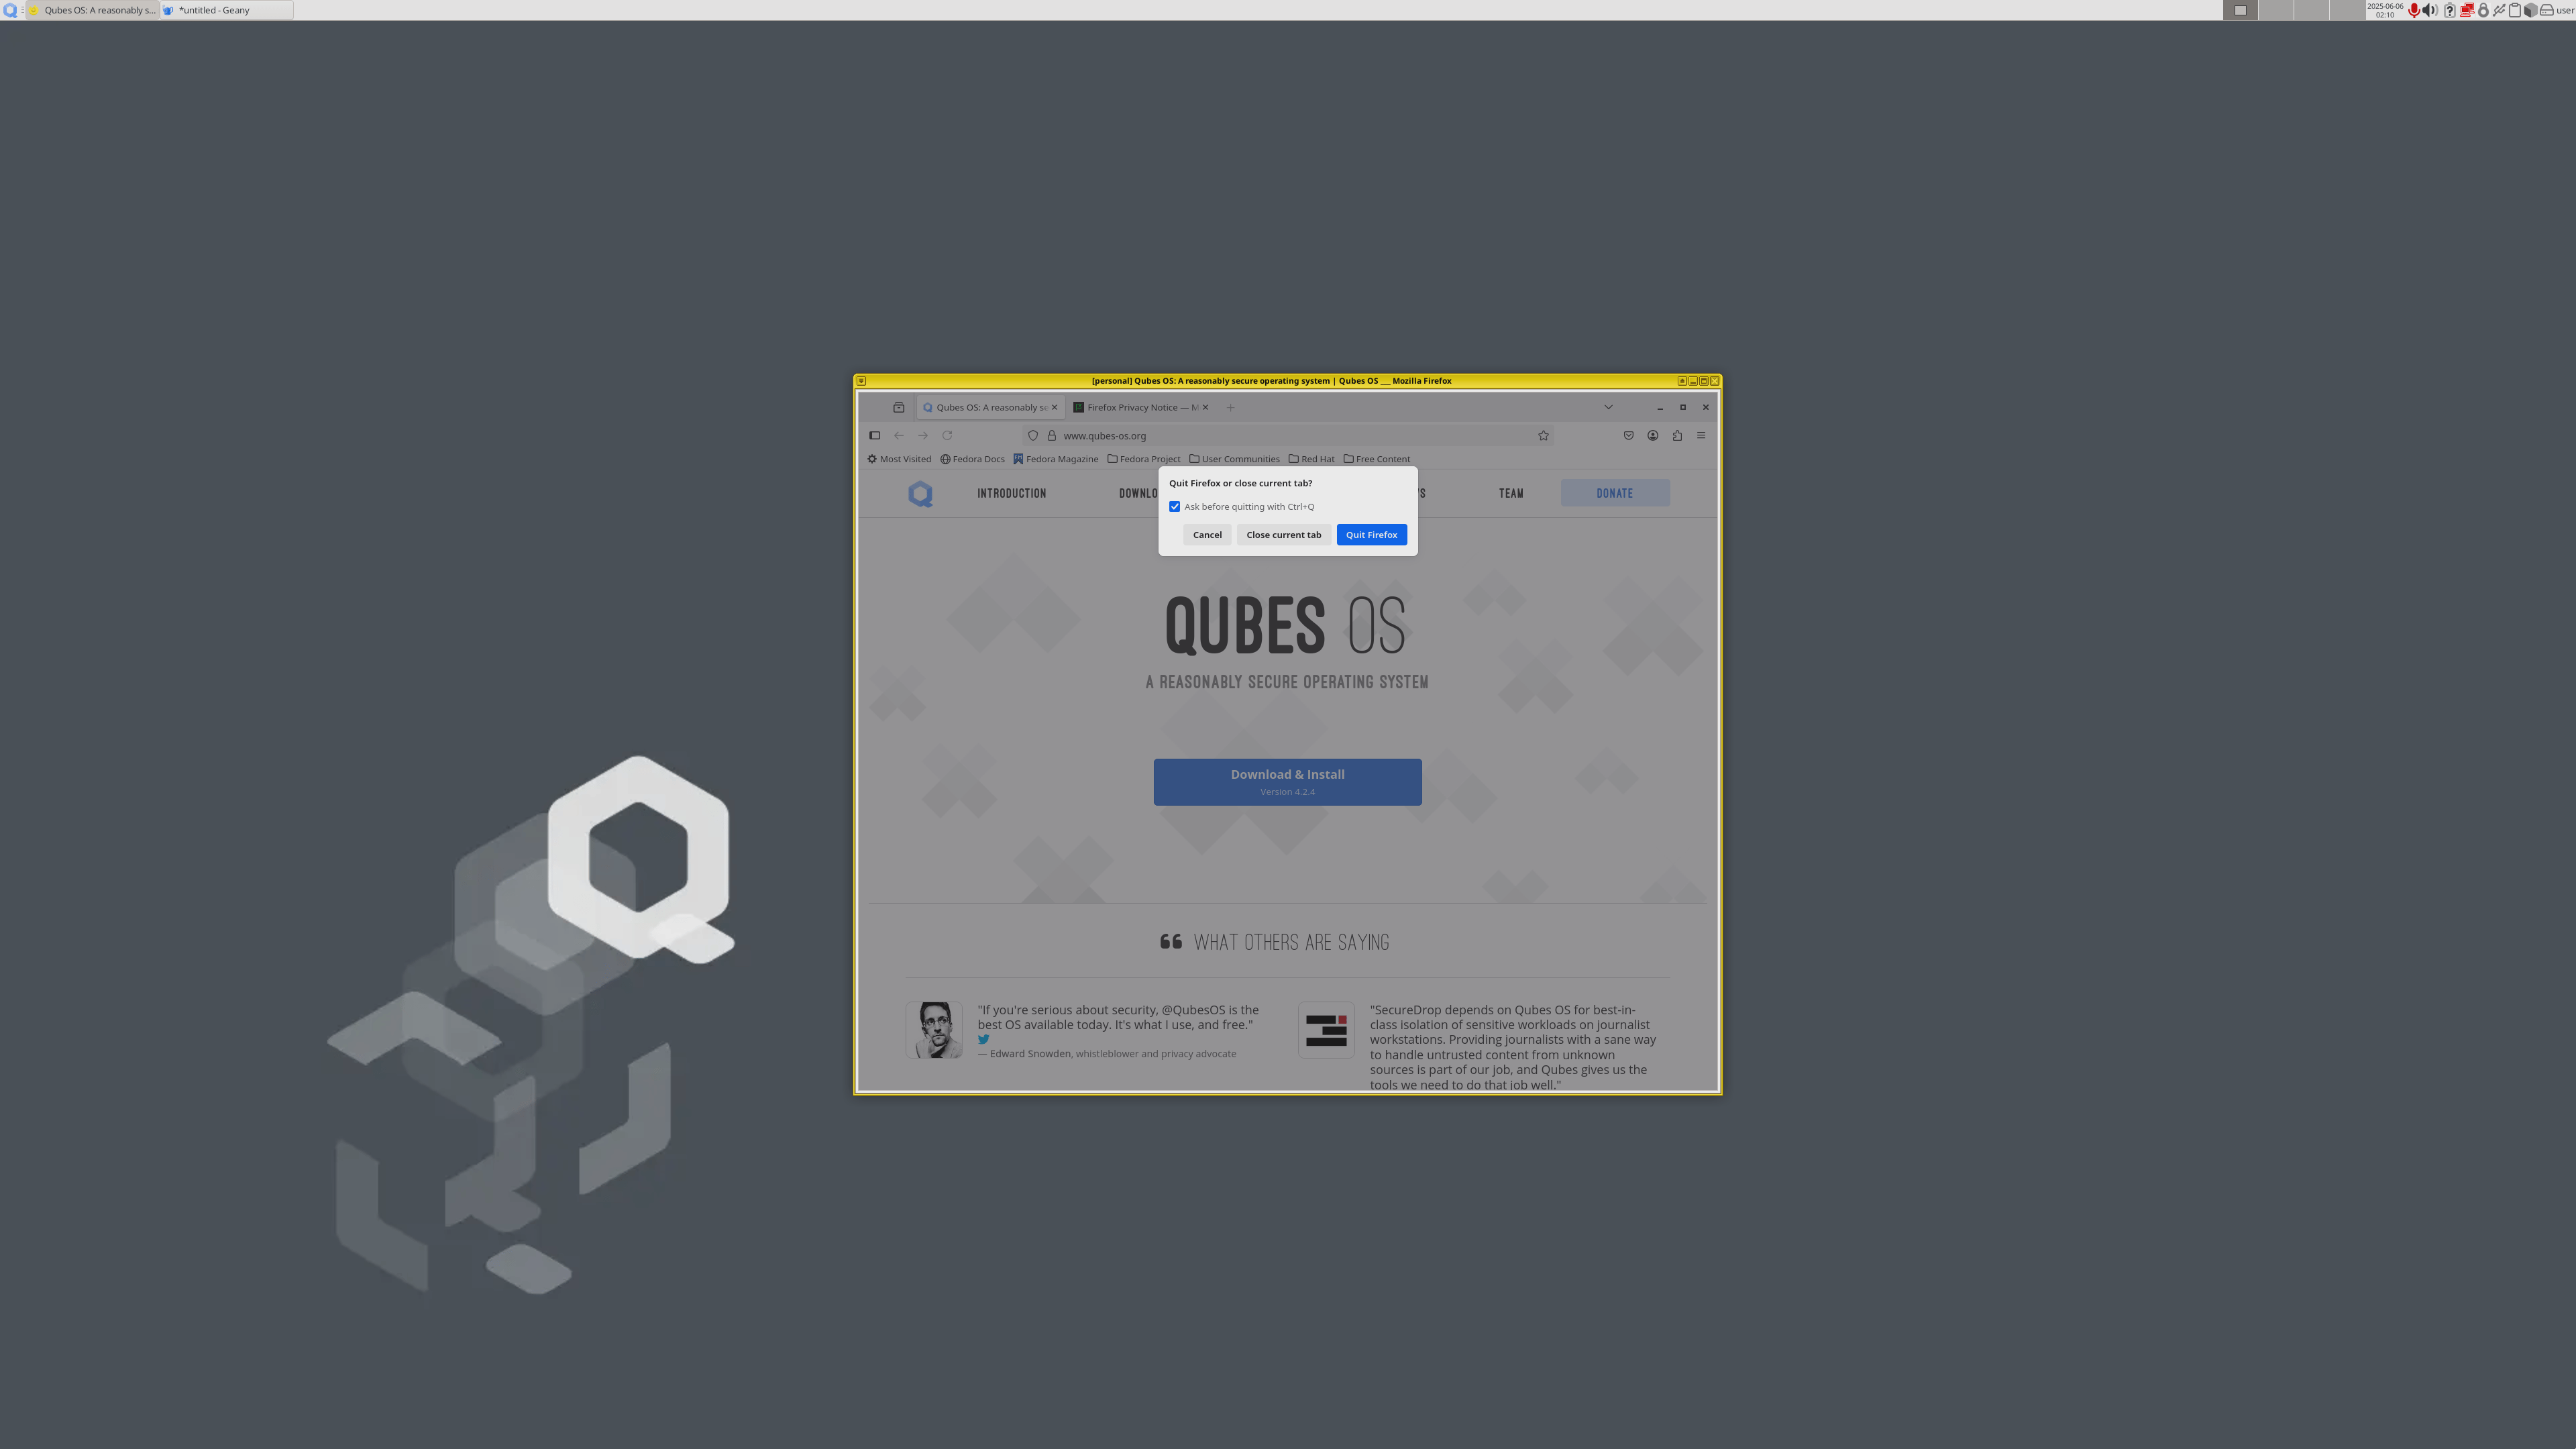 Qubes OS: A reasonably s...
*untitled - Geany
2025-06-06
02:10
user
[personal] Qubes OS: A reasonably secure operating system | Qubes OS ___ Mozilla Firefox
Qubes OS: A reasonably se
Firefox Privacy Notice — M
www.qubes-os.org
Most Visited
Fedora Docs
Fedora Magazine
Fedora Project
User Communities
Red Hat
Free Content
INTRODUCTION
DOWNLO
S
TEAM
DONATE
Quit Firefox or close current tab?
Ask before quitting with Ctrl+Q
Cancel
Close current tab
Quit Firefox
QUBES OS
A REASONABLY SECURE OPERATING SYSTEM
Download & Install
Version 4.2.4
WHAT OTHERS ARE SAYING
"If you're serious about security, @QubesOS is the
best OS available today. It's what I use, and free."
— Edward Snowden, whistleblower and privacy advocate
"SecureDrop depends on Qubes OS for best-in-
class isolation of sensitive workloads on journalist
workstations. Providing journalists with a sane way
to handle untrusted content from unknown
sources is part of our job, and Qubes gives us the
tools we need to do that job well."